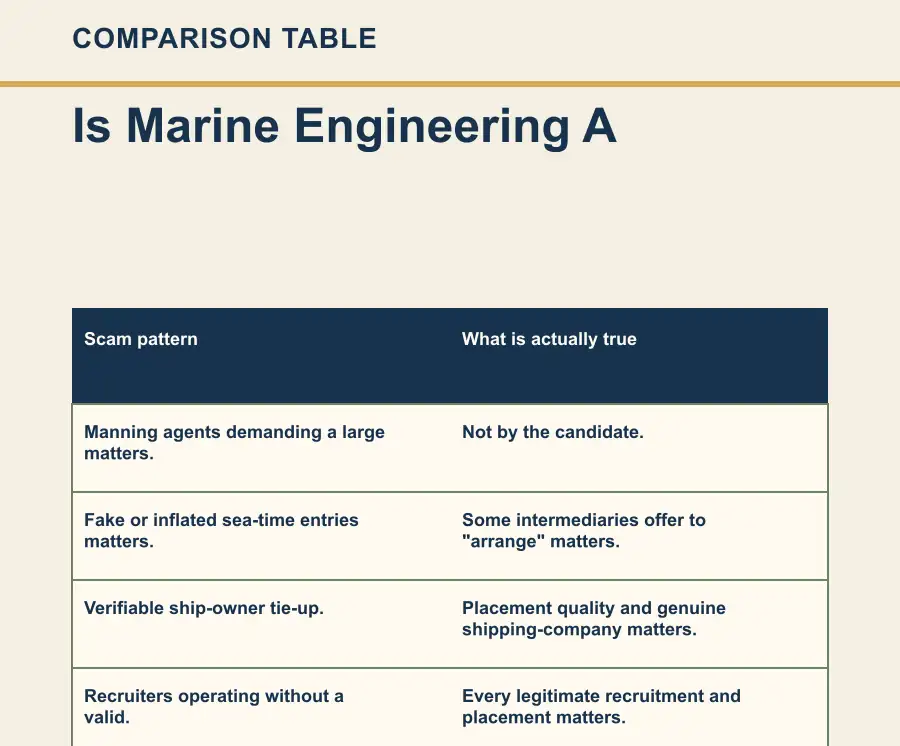 COMPARISON TABLE
Is Marine Engineering A
Scam pattern
What is actually true
Manning agents demanding a large
matters.
Not by the candidate.
Fake or inflated sea-time entries
matters.
Some intermediaries offer to
"arrange" matters.
Verifiable ship-owner tie-up.
Placement quality and genuine
shipping-company matters.
Recruiters operating without a
valid.
Every legitimate recruitment and
placement matters.